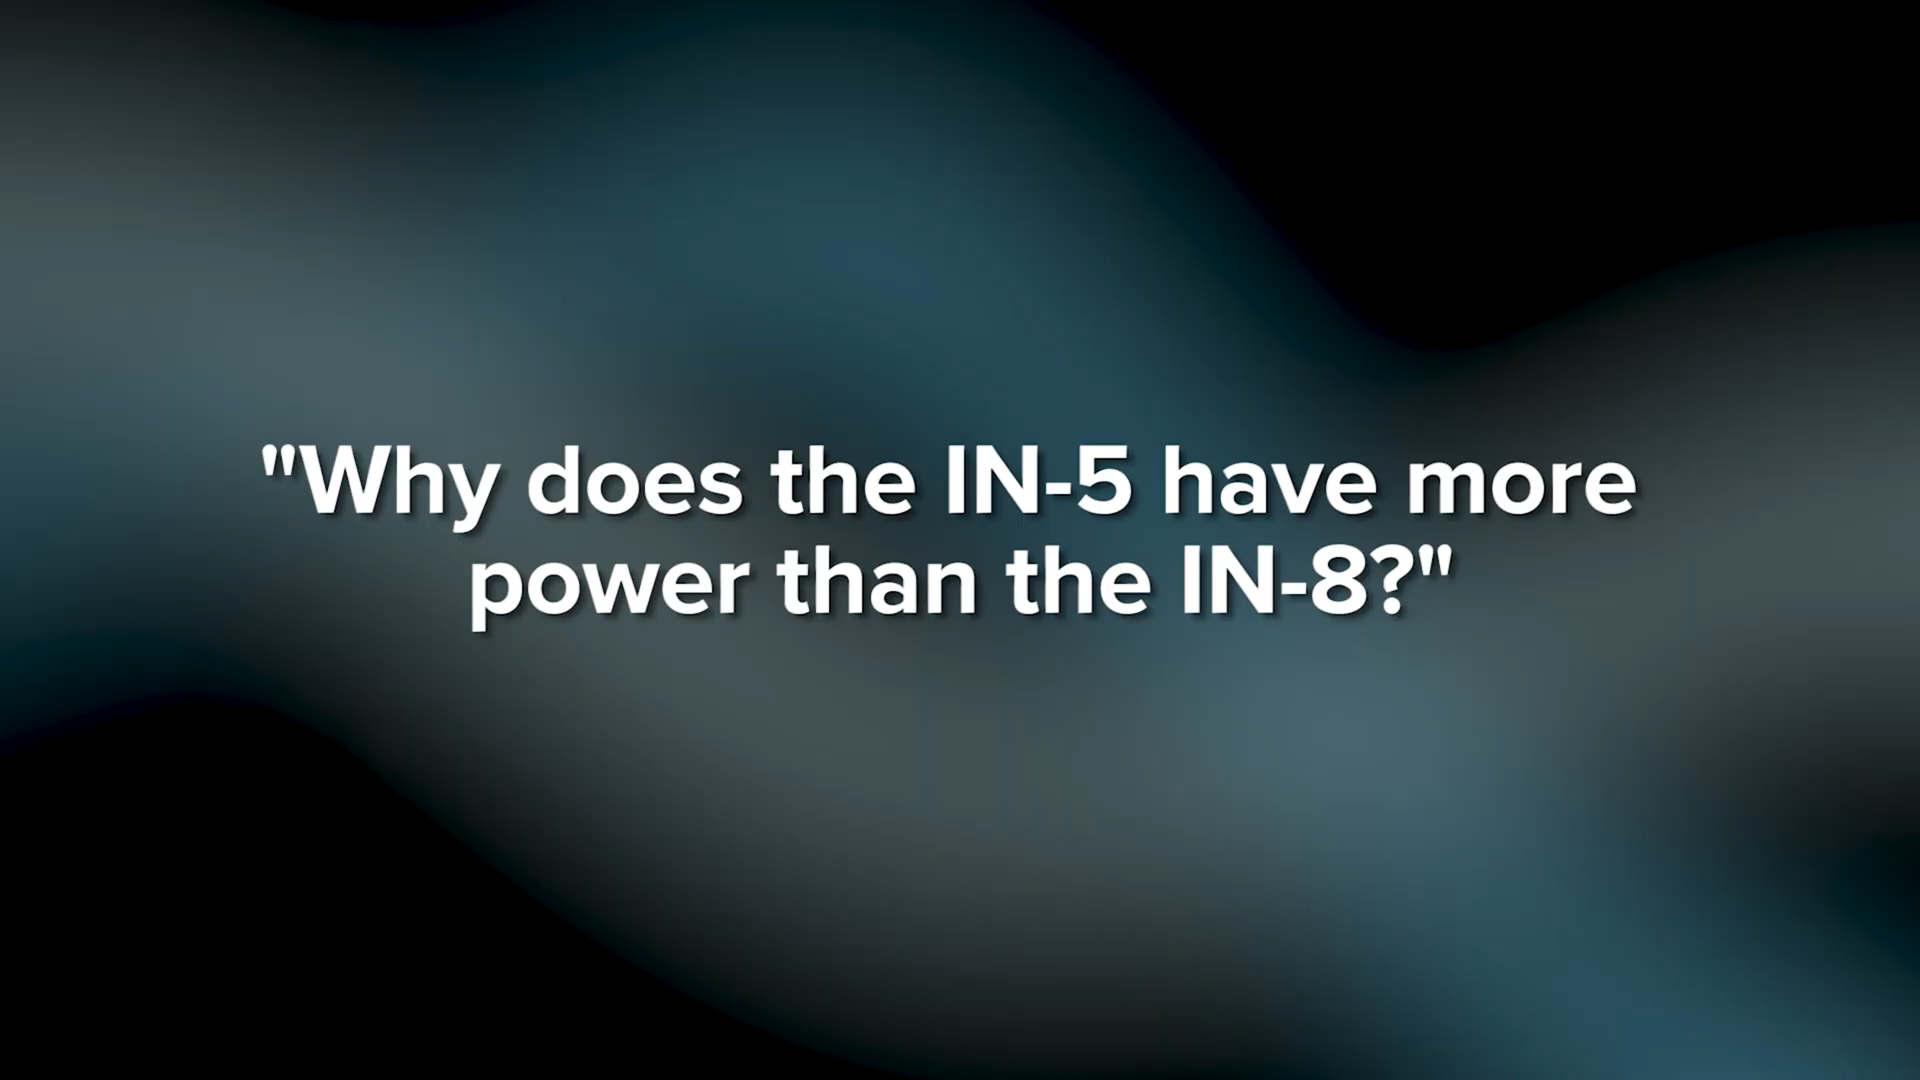 "Why does the IN-5 have more
power than the IN-8?"